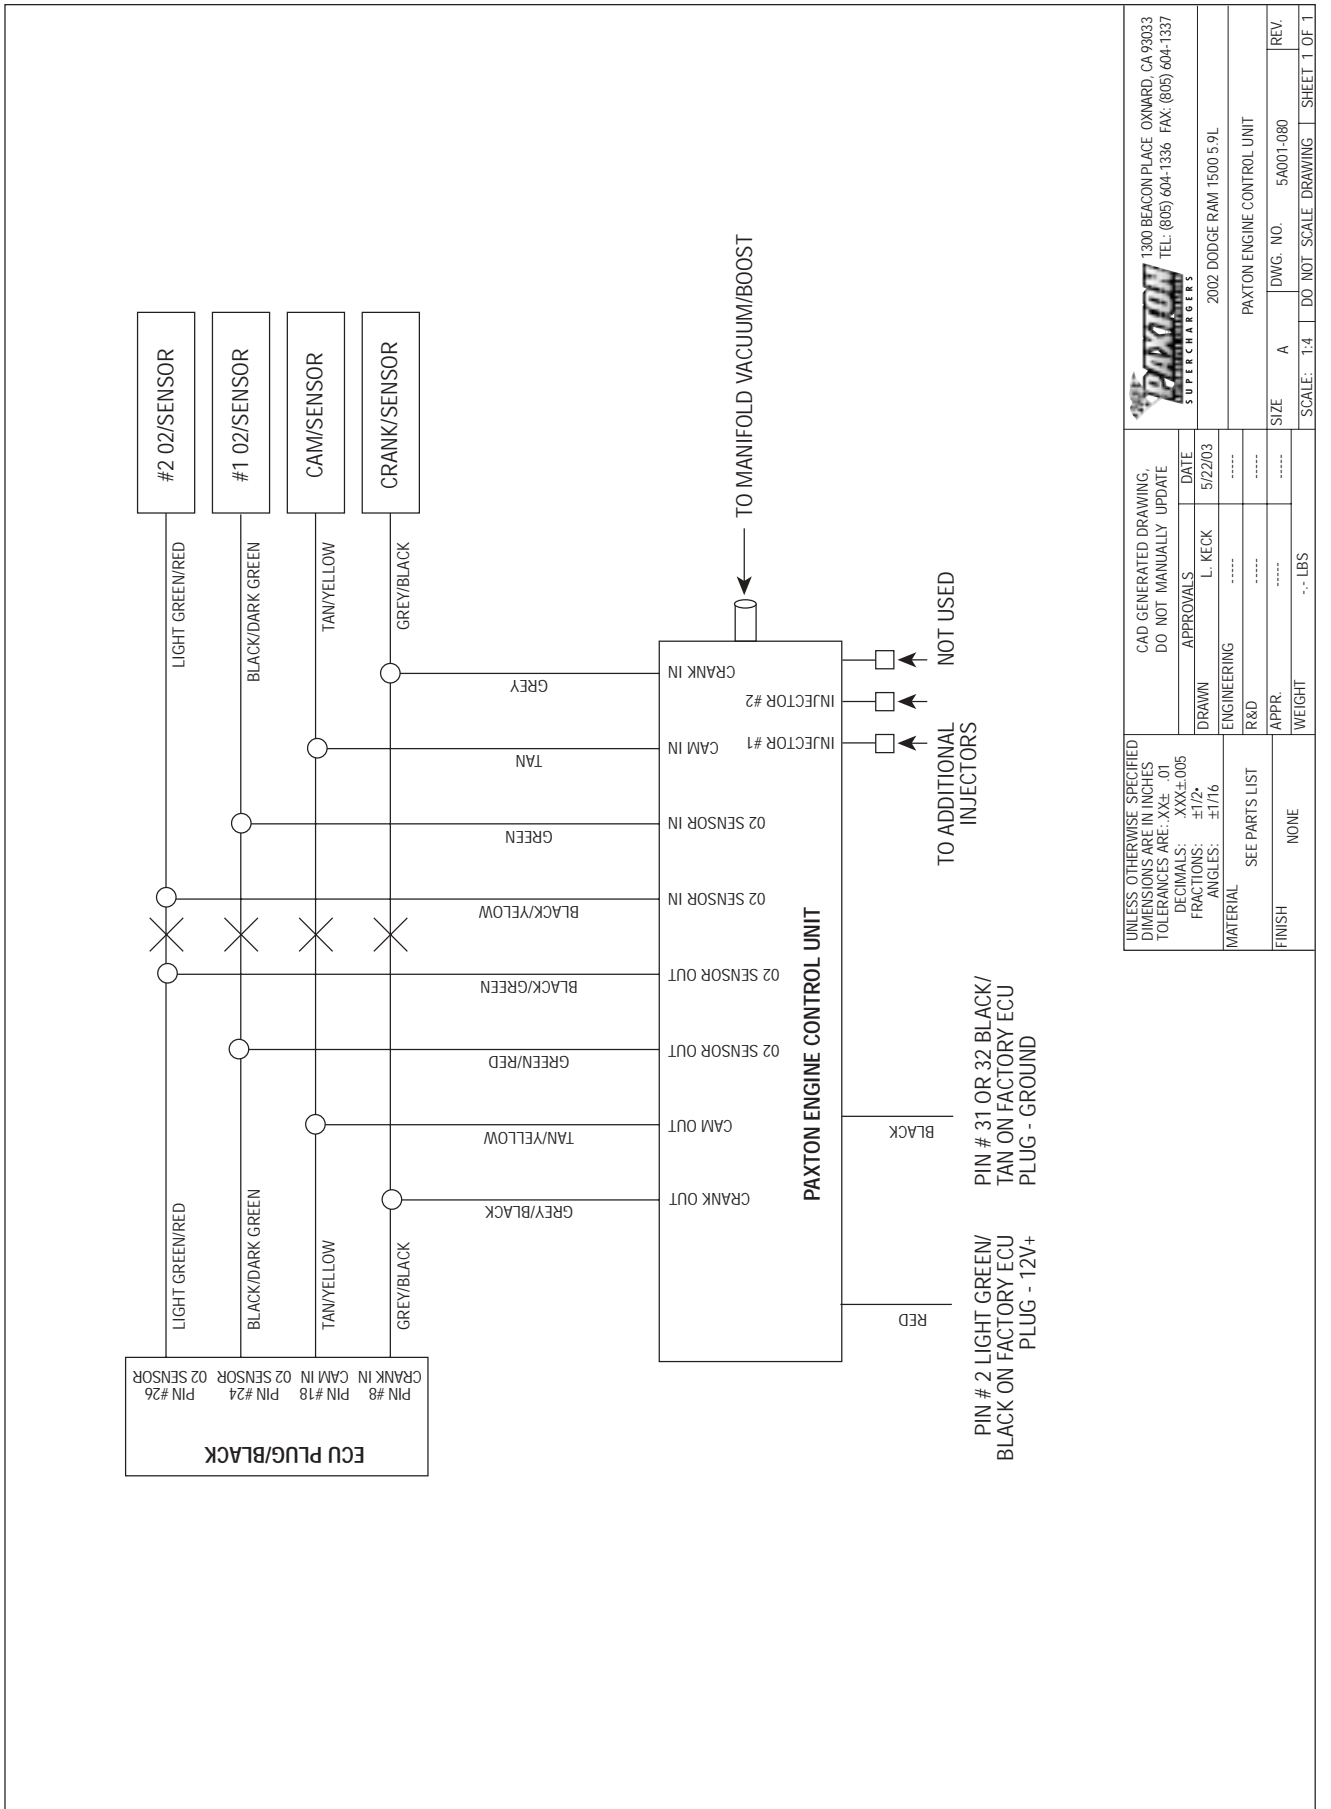 #2 02/SENSOR
#1 02/SENSOR
CAM/SENSOR
CRANK/SENSOR
LIGHT GREEN/RED
BLACK/DARK GREEN
TAN/YELLOW
GREY/BLACK
GREY
TAN
GREEN
BLACK/YELLOW
BLACK/GREEN
GREEN/RED
TAN/YELLOW
GREY/BLACK
LIGHT GREEN/RED
BLACK/DARK GREEN
TAN/YELLOW
GREY/BLACK
PIN #26
02 SENSOR
PIN #24
02 SENSOR
PIN #18
CAM IN
PIN #8
CRANK IN
ECU PLUG/BLACK
CRANK IN
CAM IN
02 SENSOR IN
02 SENSOR IN
02 SENSOR OUT
02 SENSOR OUT
CAM OUT
CRANK OUT
INJECTOR #2
INJECTOR #1
PAXTON ENGINE CONTROL UNIT
TO MANIFOLD VACUUM/BOOST
NOT USED
TO ADDITIONAL
INJECTORS
BLACK
PIN # 31 OR 32 BLACK/
TAN ON FACTORY ECU
PLUG - GROUND
RED
PIN # 2 LIGHT GREEN/
BLACK ON FACTORY ECU
PLUG - 12V+
UNLESS OTHERWISE SPECIFIED
DIMENSIONS ARE IN INCHES
TOLERANCES ARE: .XX± .01
DECIMALS: .XXX±.005
FRACTIONS: ±1/2•
ANGLES: ±1/16
MATERIAL
SEE PARTS LIST
FINISH
NONE
CAD GENERATED DRAWING,
DO NOT MANUALLY UPDATE
APPROVALS DATE
DRAWN L. KECK 5/22/03
ENGINEERING ----- -----
R&D ----- -----
APPR. ----- -----
WEIGHT -.- LBS
PAXTON
SUPERCHARGERS
1300 BEACON PLACE OXNARD, CA 93033
TEL: (805) 604-1336 FAX: (805) 604-1337
2002 DODGE RAM 1500 5.9L
PAXTON ENGINE CONTROL UNIT
SIZE A DWG. NO. 5A001-080 REV.
SCALE: 1:4 DO NOT SCALE DRAWING SHEET 1 OF 1